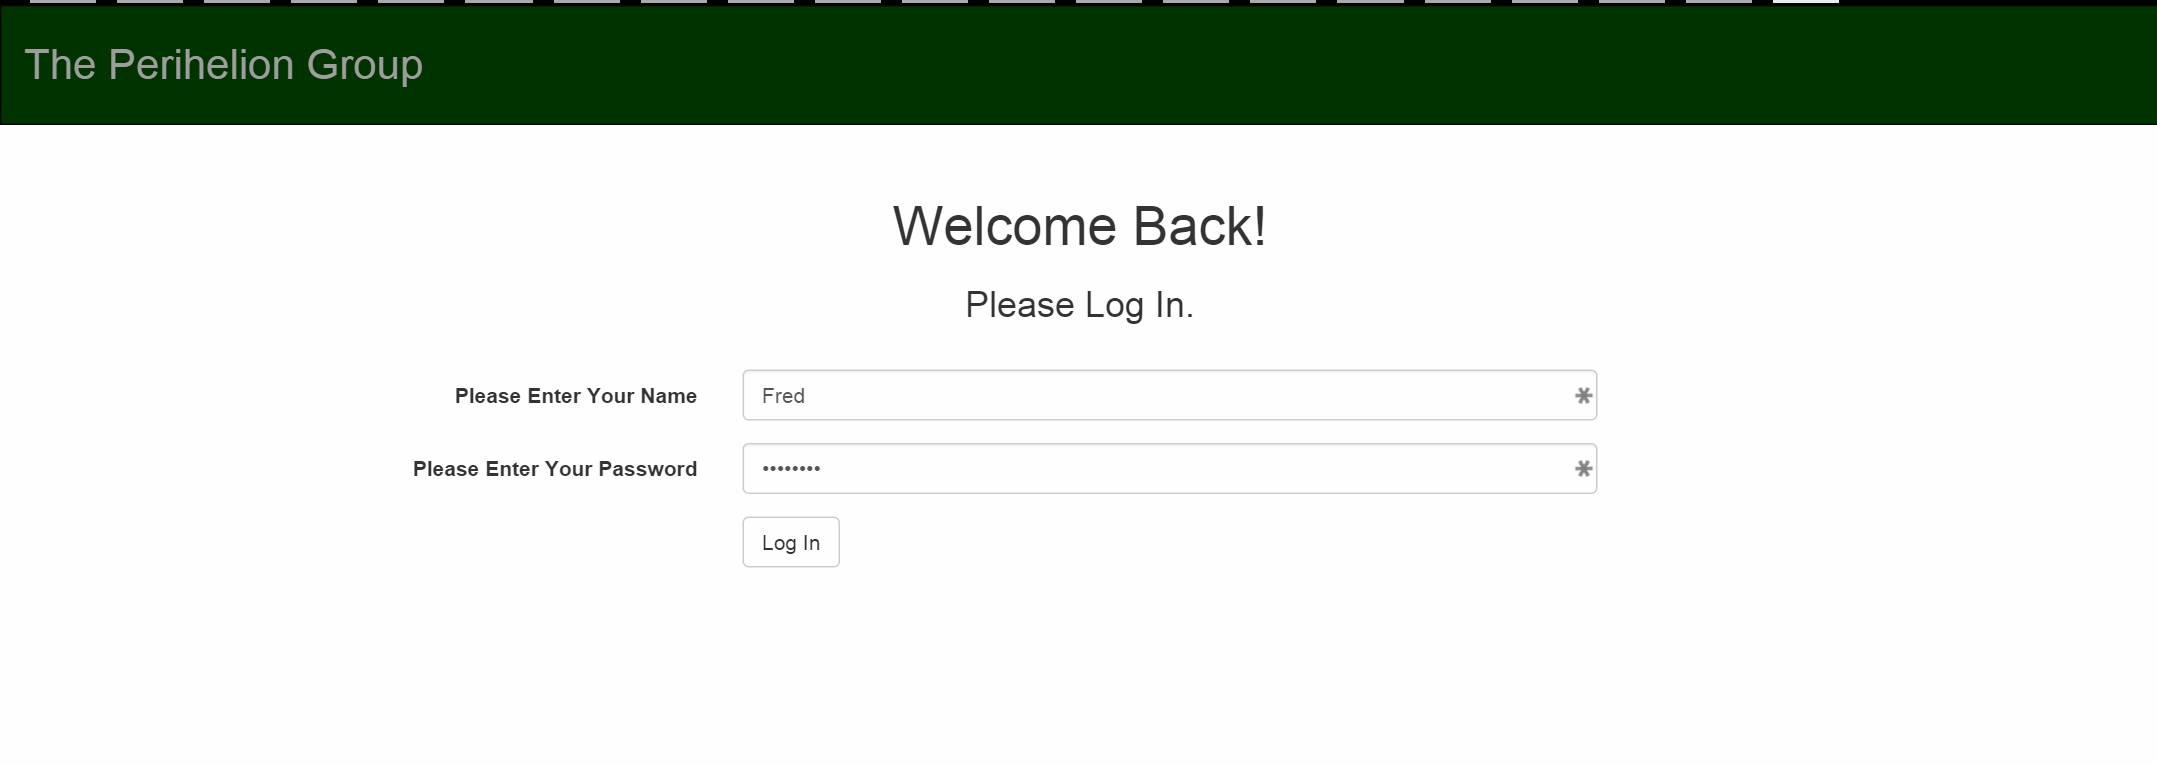 The Perihelion Group
Welcome Back!
Please Log In.
Please Enter Your Name
Fred
Please Enter Your Password
••••••••
Log In